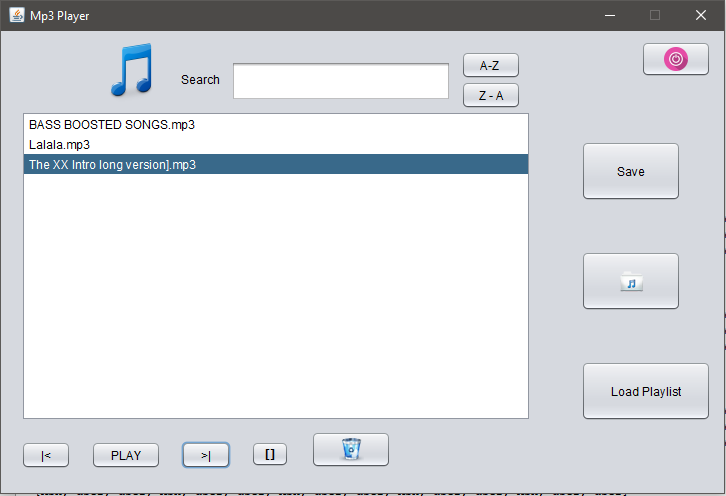 Mp3 Player
Search
A-Z
Z - A
BASS BOOSTED SONGS.mp3
Lalala.mp3
The XX Intro long version].mp3
Save
Load Playlist
|<
PLAY
>|
[]